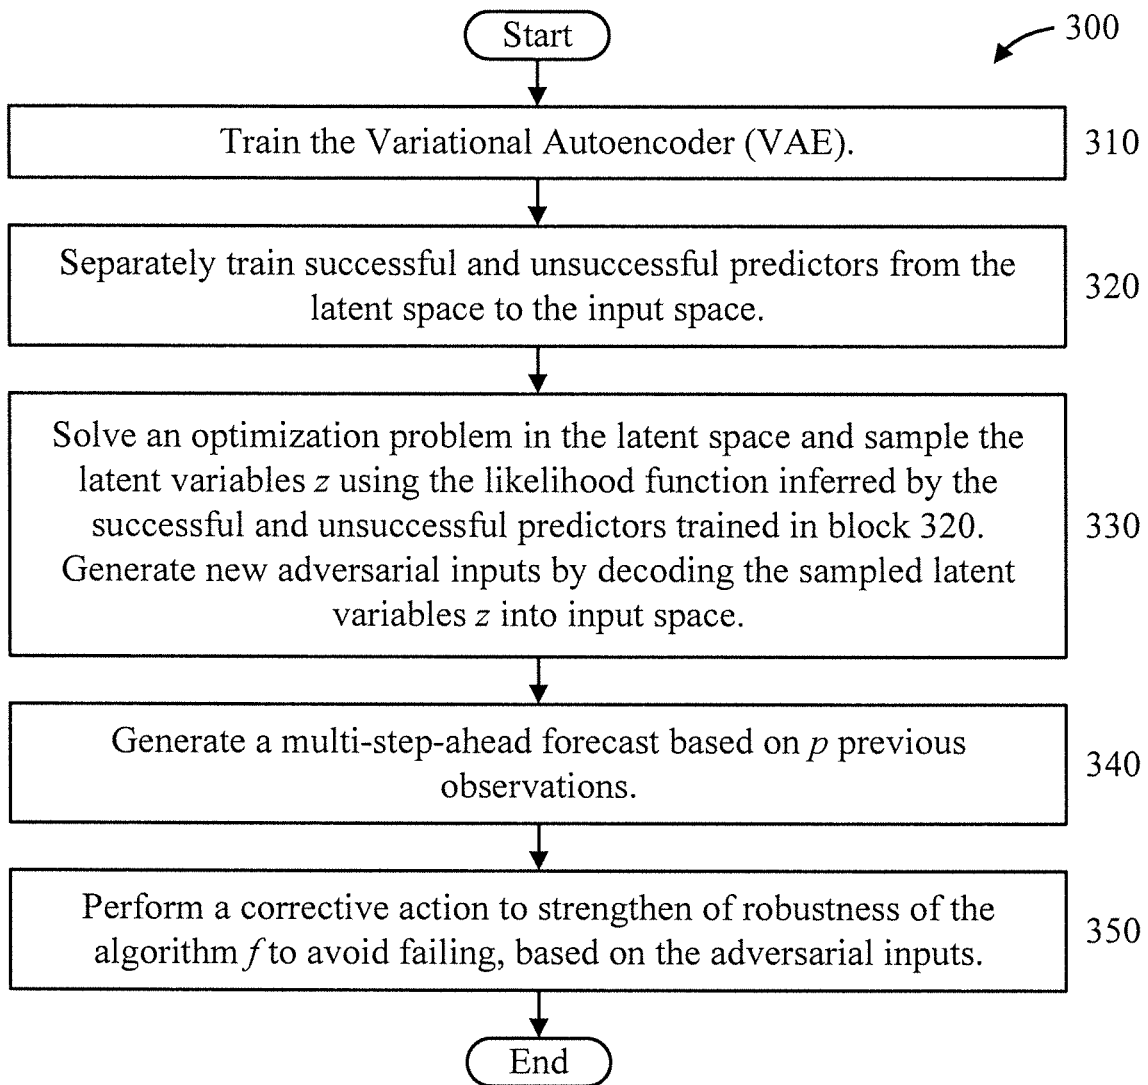 Start
300
Train the Variational Autoencoder (VAE).
310
Separately train successful and unsuccessful predictors from the
latent space to the input space.
320
Solve an optimization problem in the latent space and sample the
latent variables z using the likelihood function inferred by the
successful and unsuccessful predictors trained in block 320.
Generate new adversarial inputs by decoding the sampled latent
variables z into input space.
330
Generate a multi-step-ahead forecast based on p previous
observations.
340
Perform a corrective action to strengthen of robustness of the
algorithm f to avoid failing, based on the adversarial inputs.
350
End